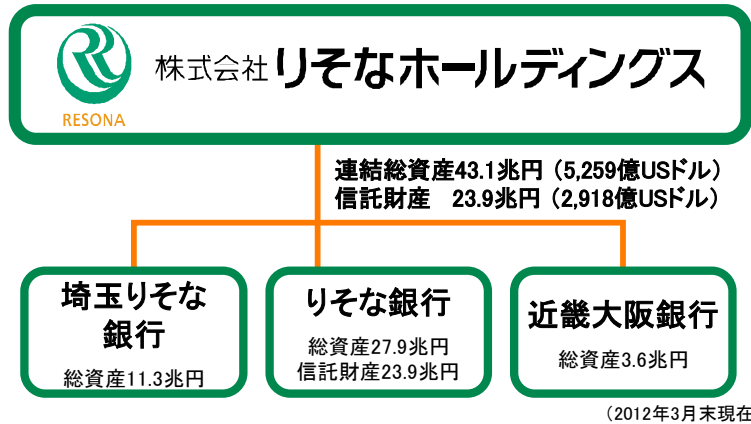 株式会社りそなホールディングス
RESONA
連結総資産43.1兆円（5,259億USドル）
信託財産　23.9兆円（2,918億USドル）
埼玉りそな
銀行
総資産11.3兆円
りそな銀行
総資産27.9兆円
信託財産23.9兆円
近畿大阪銀行
総資産3.6兆円
（2012年3月末現在